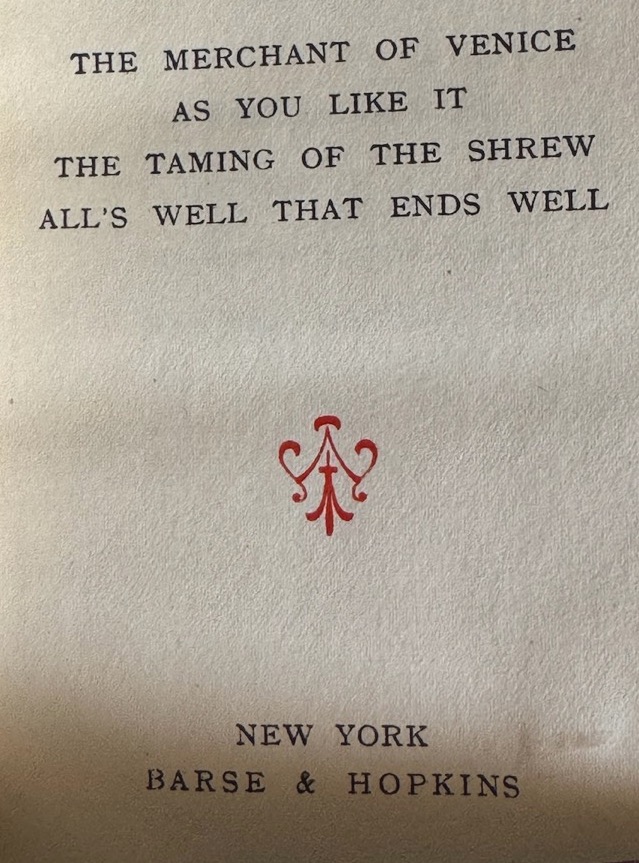 THE MERCHANT OF VENICE
AS YOU LIKE IT
THE TAMING OF THE SHREW
ALL'S WELL THAT ENDS WELL
NEW YORK
BARSE & HOPKINS